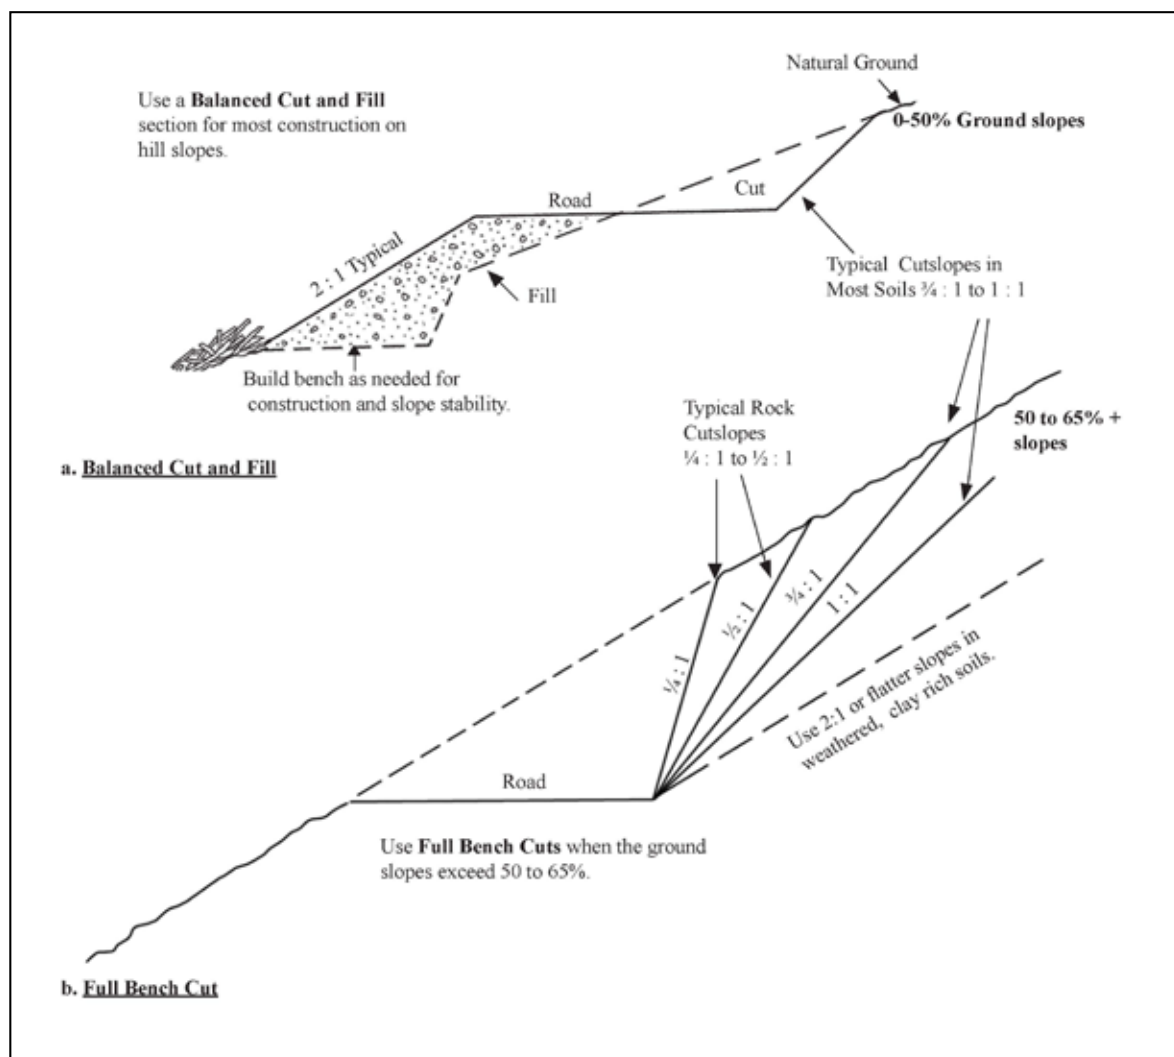 Natural Ground
Use a Balanced Cut and Fill
section for most construction on
hill slopes.
0-50% Ground slopes
Cut
Road
2 : 1 Typical
Typical Cutslopes in
Most Soils ¾ : 1 to 1 : 1
Fill
Build bench as needed for
construction and slope stability.
a. Balanced Cut and Fill
Typical Rock
Cutslopes
¼ : 1 to ½ : 1
50 to 65% +
slopes
¼ : 1
½ : 1
¾ : 1
1 : 1
Use 2:1 or flatter slopes in
weathered, clay rich soils.
Road
Use Full Bench Cuts when the ground
slopes exceed 50 to 65%.
b. Full Bench Cut